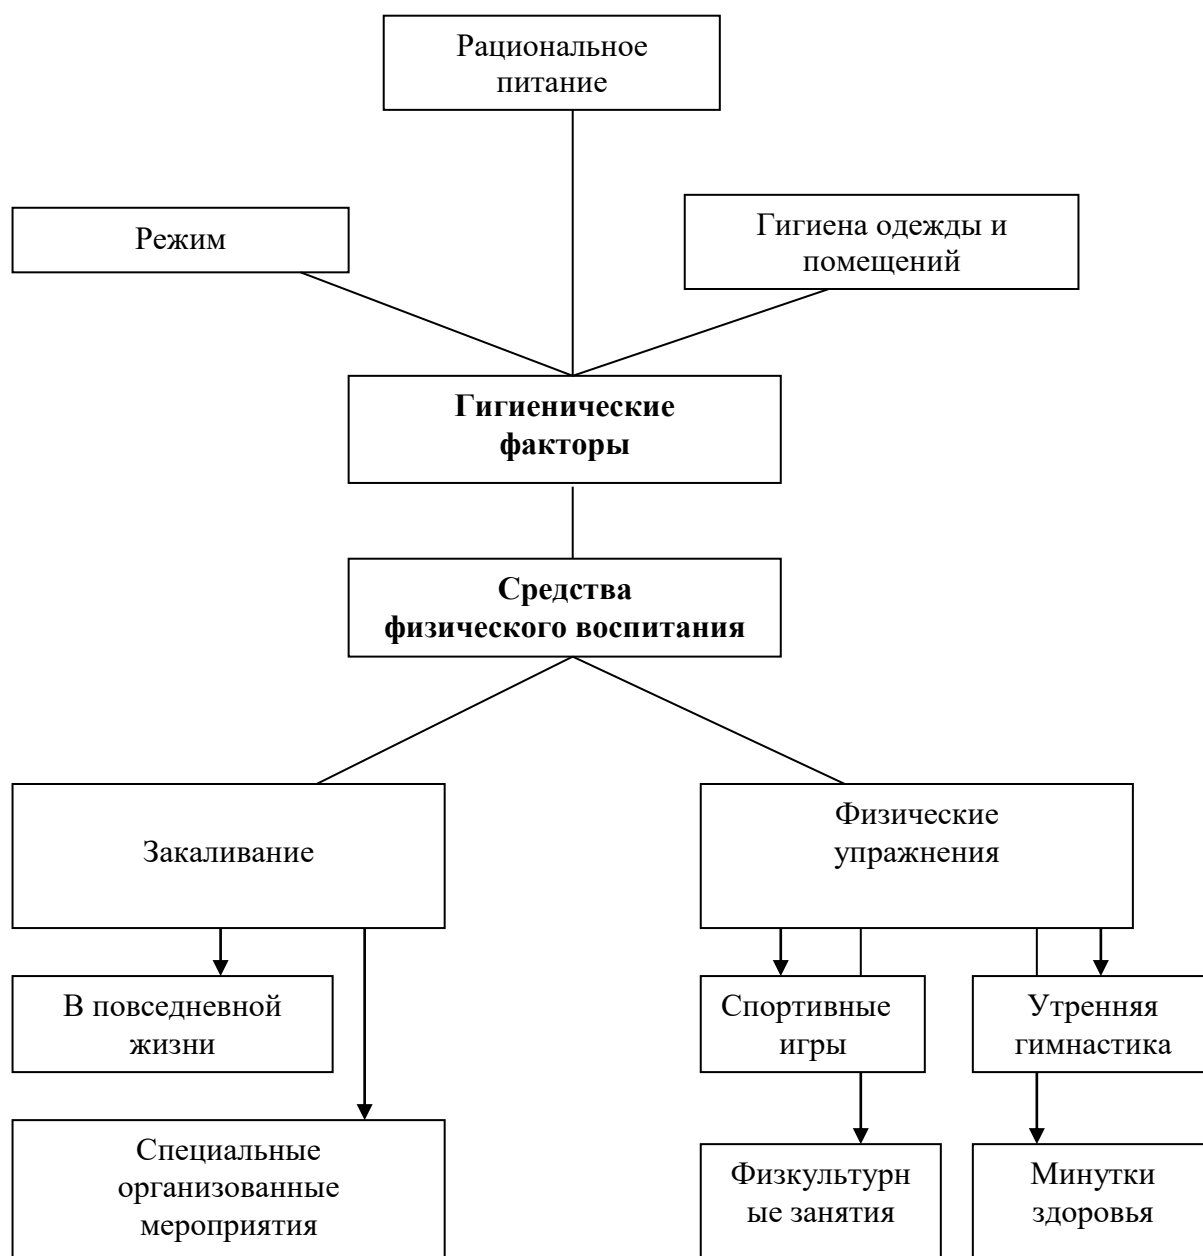 Рациональное
питание
Режим
Гигиена одежды и
помещений
Гигиенические
факторы
Средства
физического воспитания
Закаливание
Физические
упражнения
В повседневной
жизни
Спортивные
игры
Утренняя
гимнастика
Специальные
организованные
мероприятия
Физкультурн
ые занятия
Минутки
здоровья